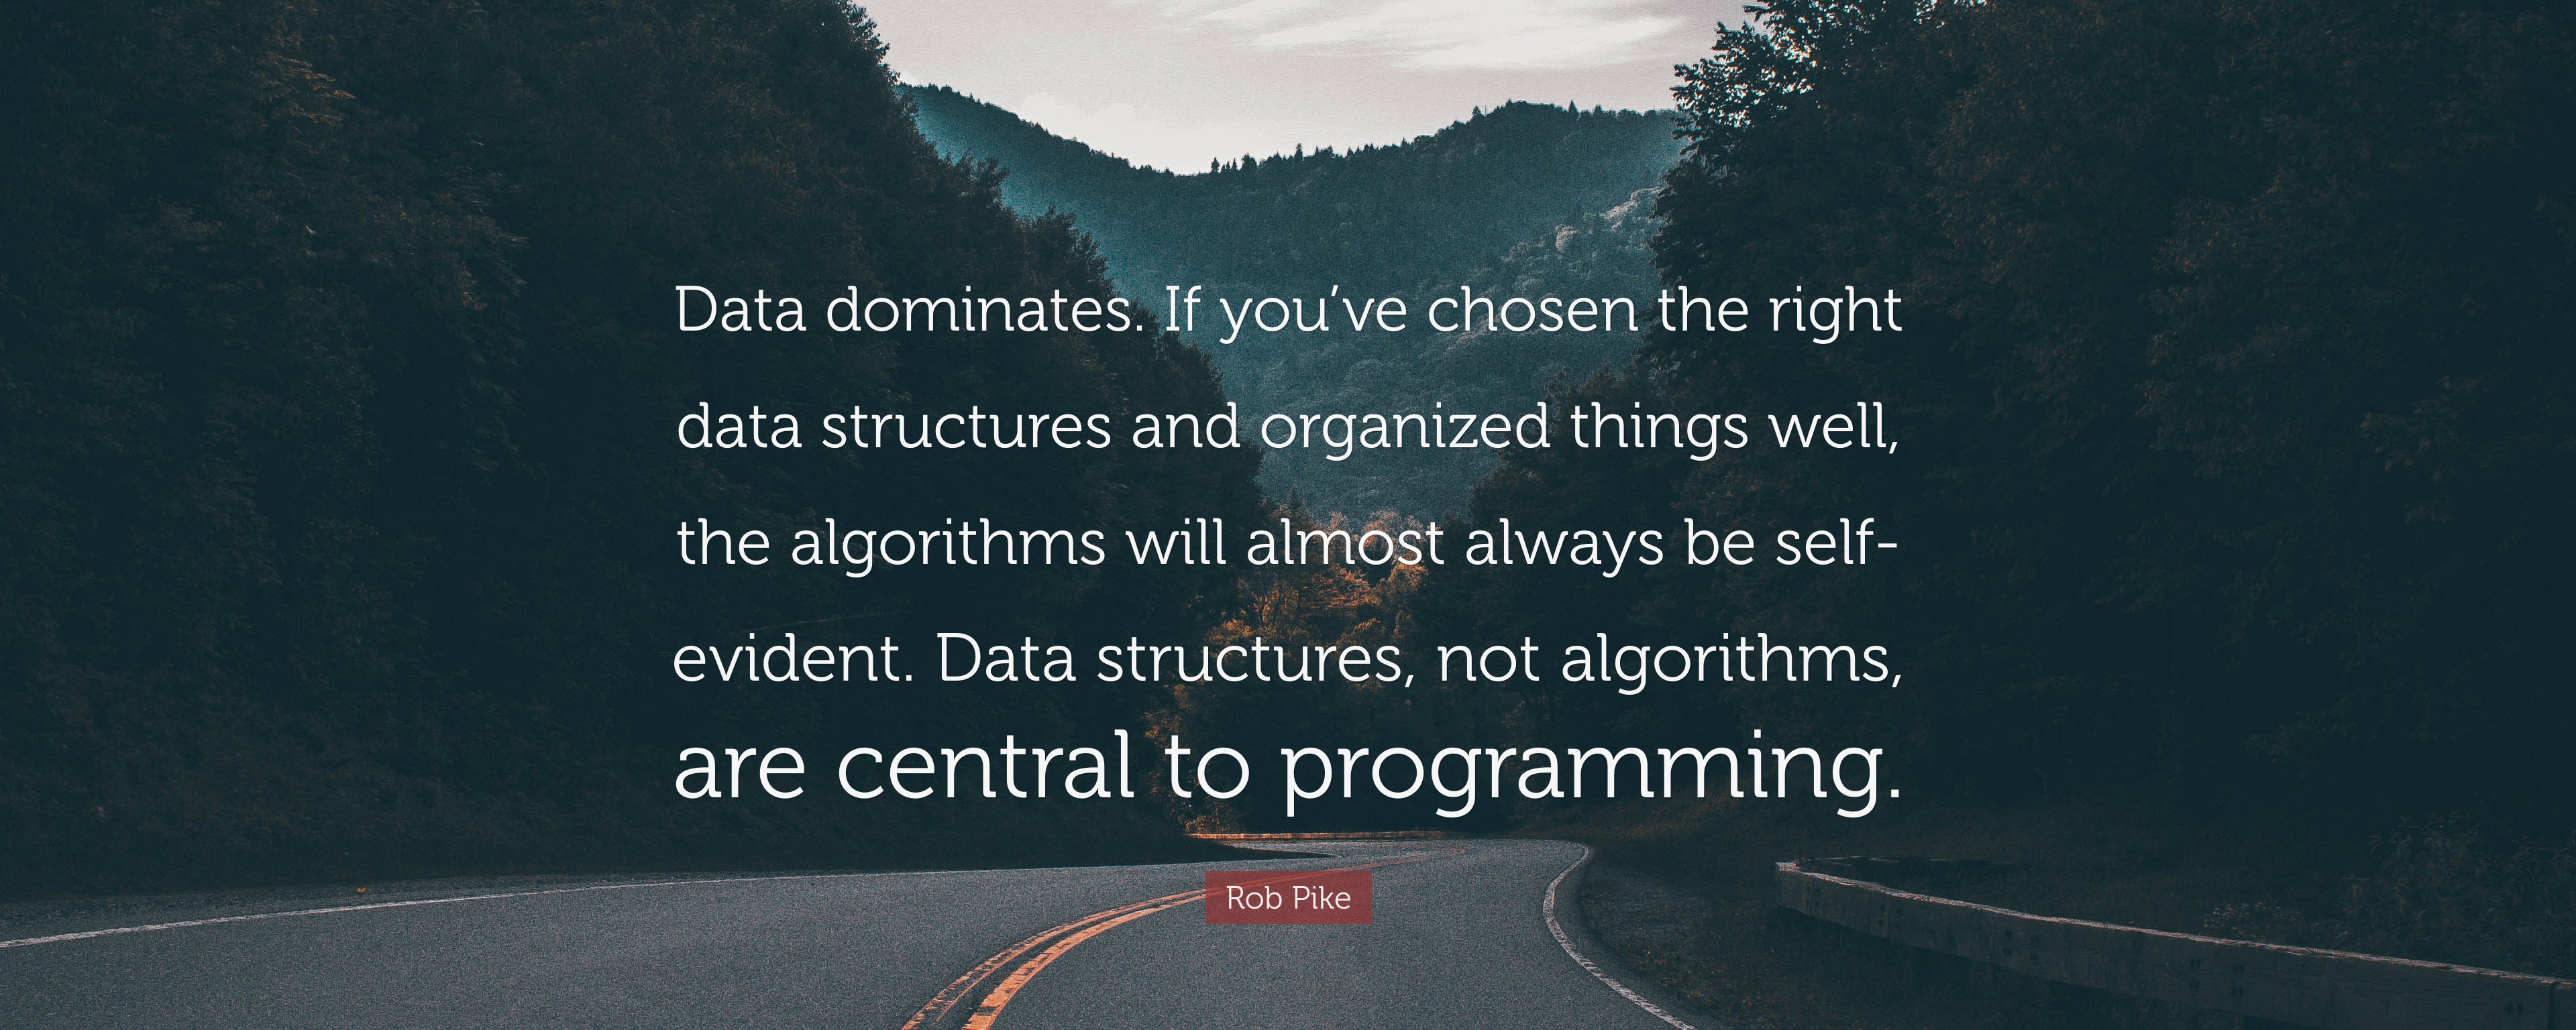 Data dominates. If you’ve chosen the right
data structures and organized things well,
the algorithms will almost always be self-
evident. Data structures, not algorithms,
are central to programming.
Rob Pike